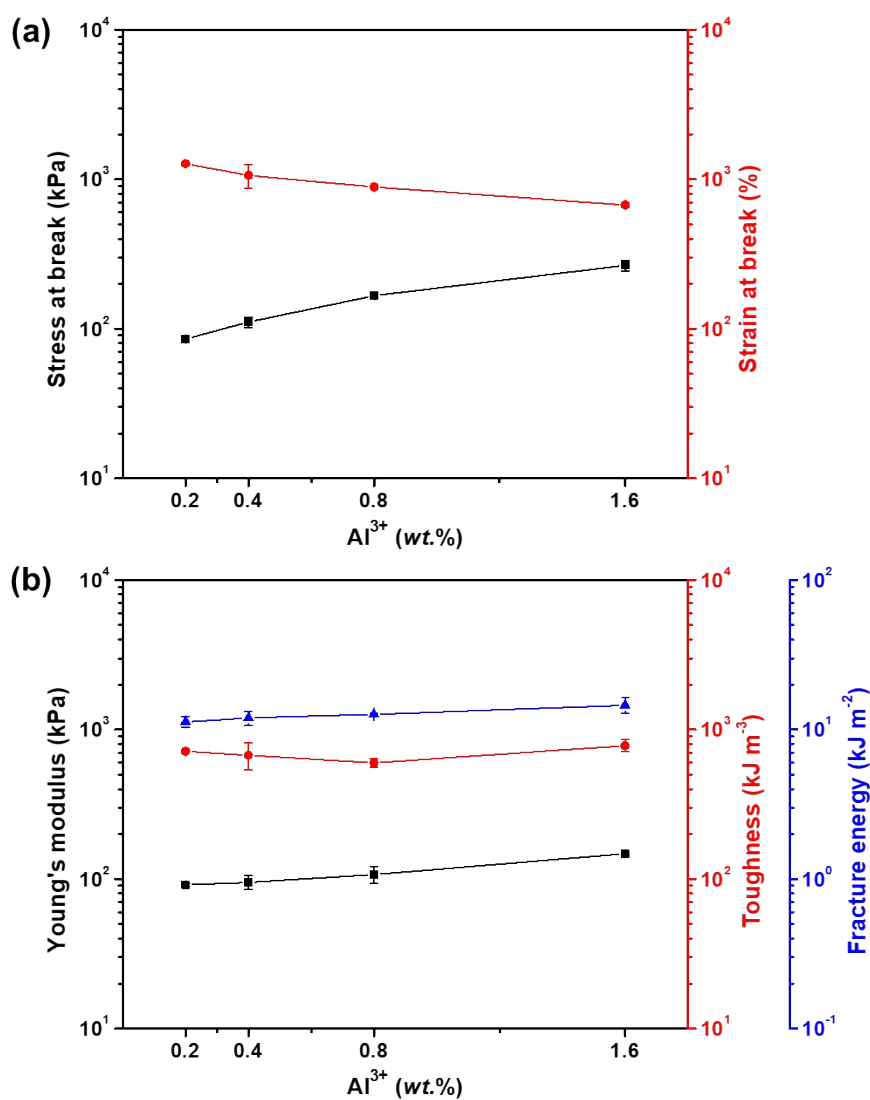 (a)
10⁴
10³
10²
10¹
Stress at break (kPa)
10⁴
10³
10²
10¹
Strain at break (%)
0.2 0.4 0.8 1.6
Al³⁺ (wt.%)
(b)
10⁴
10³
10²
10¹
Young's modulus (kPa)
10⁴
10³
10²
10¹
Toughness (kJ m⁻³)
10²
10¹
10⁰
10⁻¹
Fracture energy (kJ m⁻²)
0.2 0.4 0.8 1.6
Al³⁺ (wt.%)